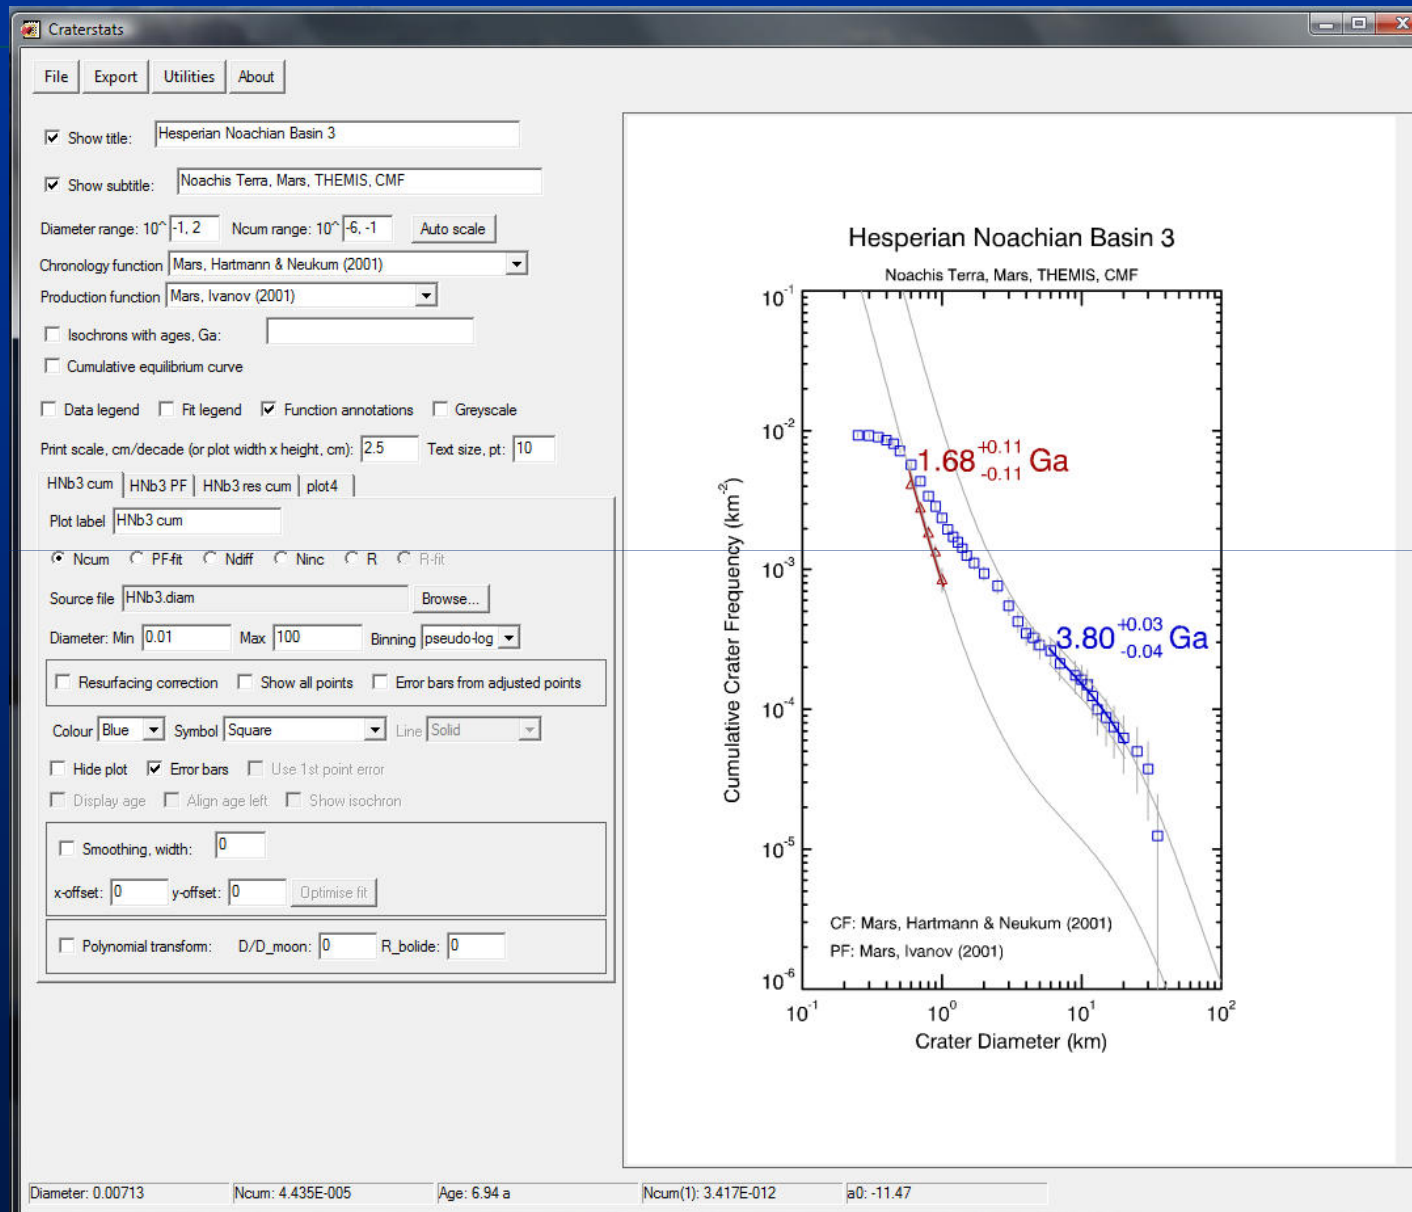 Craterstats
File Export Utilities About
Show title: Hesperian Noachian Basin 3
Show subtitle: Noachis Terra, Mars, THEMIS, CMF
Diameter range: 10^ -1, 2 Ncum range: 10^ -6, -1 Auto scale
Chronology function Mars, Hartmann & Neukum (2001)
Production function Mars, Ivanov (2001)
Isochrons with ages, Ga:
Cumulative equilibrium curve
Data legend Fit legend Function annotations Greyscale
Print scale, cm/decade (or plot width x height, cm): 2.5 Text size, pt: 10
HNb3 cum HNb3 PF HNb3 res cum plot4
Plot label HNb3 cum
Ncum PF-fit Ndiff Ninc R R-fit
Source file HNb3.diam Browse...
Diameter: Min 0.01 Max 100 Binning pseudo-log
Resurfacing correction Show all points Error bars from adjusted points
Colour Blue Symbol Square Line Solid
Hide plot Error bars Use 1st point error
Display age Align age left Show isochron
Smoothing, width: 0
x-offset: 0 y-offset: 0 Optimise fit
Polynomial transform: D/D_moon: 0 R_bolide: 0
Hesperian Noachian Basin 3
Noachis Terra, Mars, THEMIS, CMF
10^-1
10^-2
10^-3
10^-4
10^-5
10^-6
Cumulative Crater Frequency (km^-2)
1.68 +0.11 -0.11 Ga
3.80 +0.03 -0.04 Ga
CF: Mars, Hartmann & Neukum (2001)
PF: Mars, Ivanov (2001)
10^-1 10^0 10^1 10^2
Crater Diameter (km)
Diameter: 0.00713 Ncum: 4.435E-005 Age: 6.94 a Ncum(1): 3.417E-012 a0: -11.47